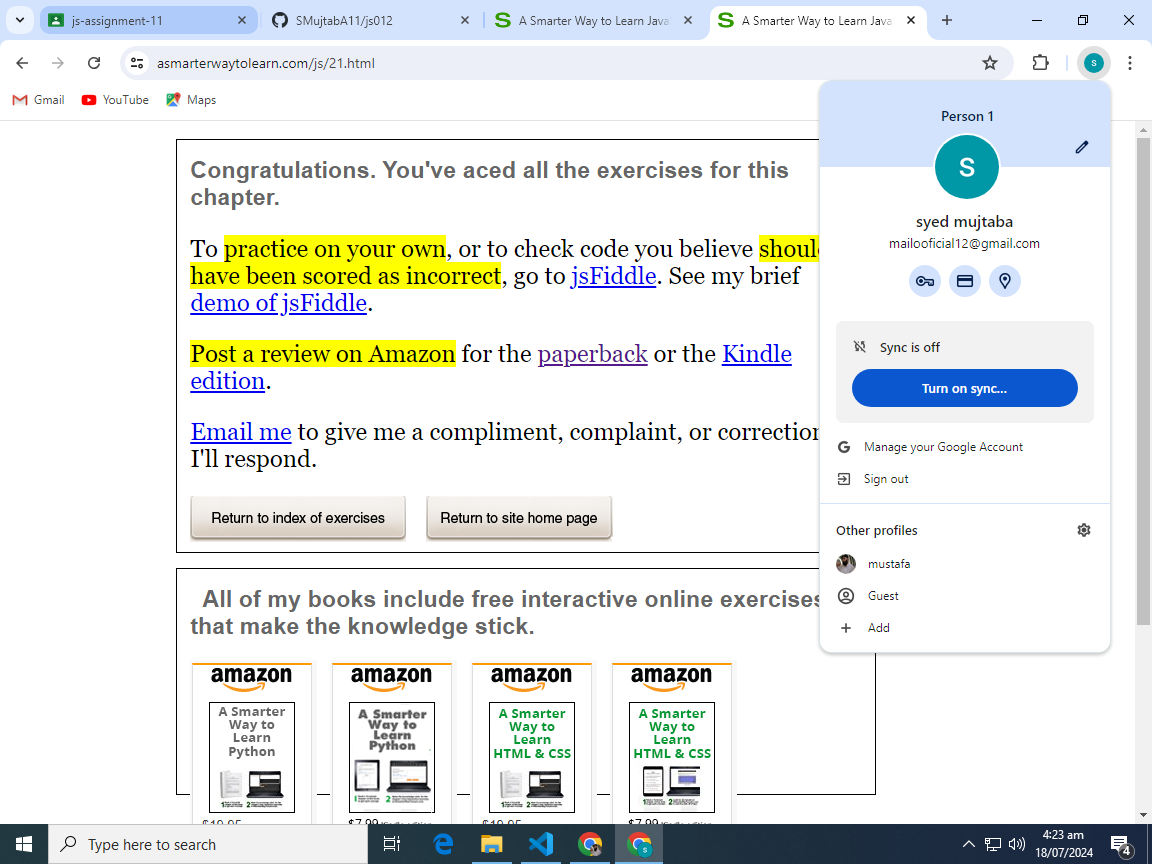 js-assignment-11
SMujtabA11/js012
A Smarter Way to Learn Java
A Smarter Way to Learn Java
asmarterwaytolearn.com/js/21.html
S
Gmail
YouTube
Maps
Congratulations. You've aced all the exercises for this
chapter.
To practice on your own, or to check code you believe shoul
have been scored as incorrect, go to jsFiddle. See my brief
demo of jsFiddle.
Post a review on Amazon for the paperback or the Kindle
edition.
Email me to give me a compliment, complaint, or correction
I'll respond.
Return to index of exercises
Return to site home page
All of my books include free interactive online exercises
that make the knowledge stick.
amazon
A Smarter
Way to
Learn
Python
amazon
A Smarter
Way to
Learn
Python
amazon
A Smarter
Way to
Learn
HTML & CSS
amazon
A Smarter
Way to
Learn
HTML & CSS
Person 1
S
syed mujtaba
mailooficial12@gmail.com
Sync is off
Turn on sync...
Manage your Google Account
Sign out
Other profiles
mustafa
Guest
Add
Type here to search
4:23 am
18/07/2024
4